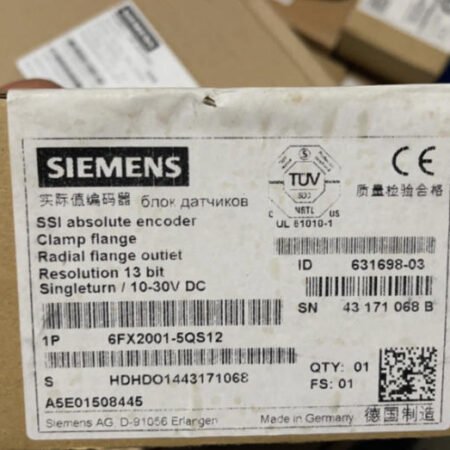 SIEMENS
实际值编码器 блок датчиков
SSI absolute encoder
Clamp flange
Radial flange outlet
Resolution 13 bit
Singleturn / 10-30V DC
TÜV
NRTL
C US
UL 61010-1
CE
质量检验合格
ID 631698-03
SN 43 171 068 B
1P 6FX2001-5QS12
S HDHDO1443171068
QTY: 01
FS: 01
A5E01508445
Siemens AG, D-91056 Erlangen
Made in Germany 德国制造